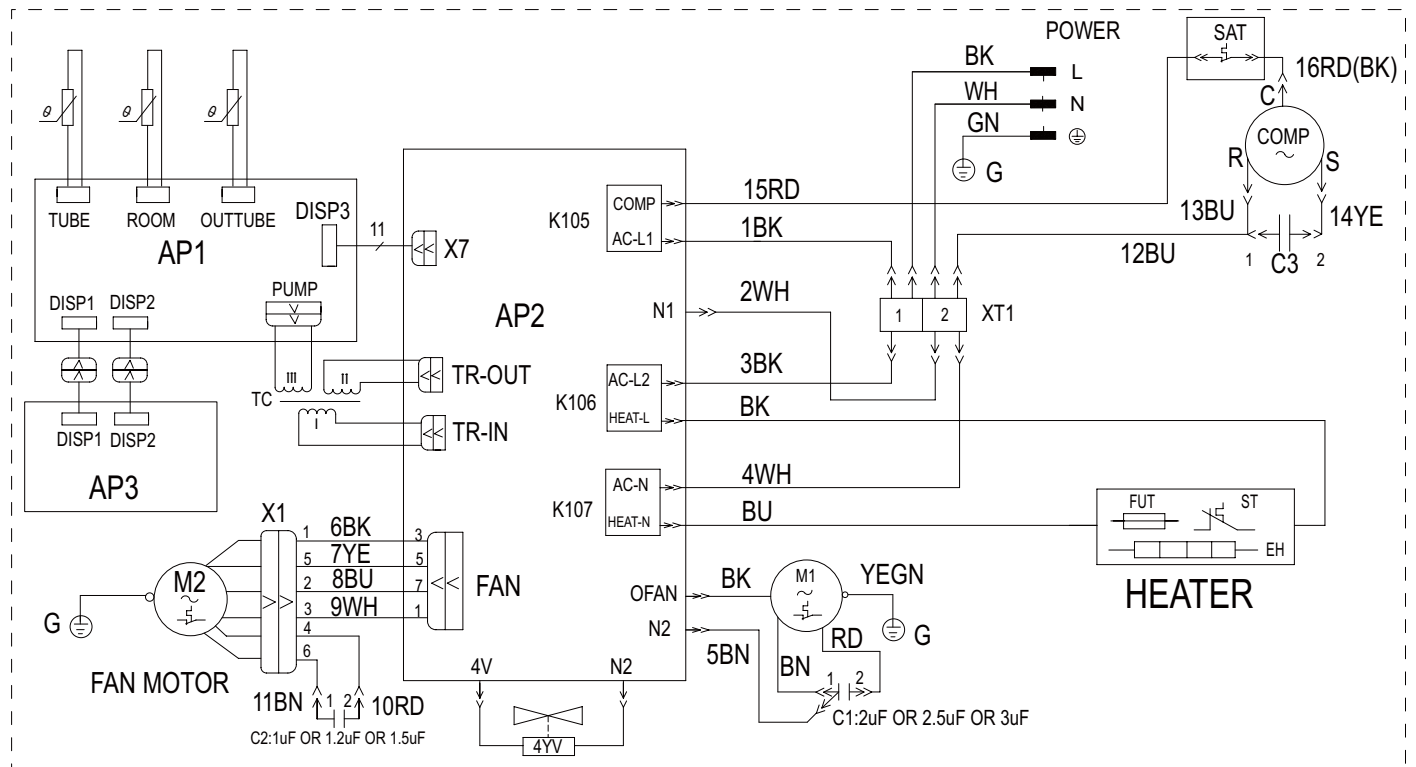 POWER
SAT
BK
L
16RD(BK)
WH
N
C
GN
COMP
~
θ
θ
θ
G
R
S
TUBE
ROOM
OUTTUBE
DISP3
AP1
11
X7
K105
COMP
15RD
AC-L1
1BK
13BU
14YE
12BU
1
C3
2
PUMP
DISP1
DISP2
AP2
N1
2WH
1
2
XT1
III
II
TR-OUT
TC
I
TR-IN
K106
AC-L2
3BK
HEAT-L
BK
DISP1
DISP2
AP3
K107
AC-N
4WH
HEAT-N
BU
FUT
ST
EH
HEATER
X1
1
6BK
3
5
7YE
5
2
8BU
7
3
9WH
1
4
6
FAN
M2
~
G
FAN MOTOR
11BN
1
2
10RD
C2:1uF OR 1.2uF OR 1.5uF
OFAN
BK
M1
~
YEGN
G
N2
5BN
BN
RD
1
2
C1:2uF OR 2.5uF OR 3uF
4V
N2
4YV